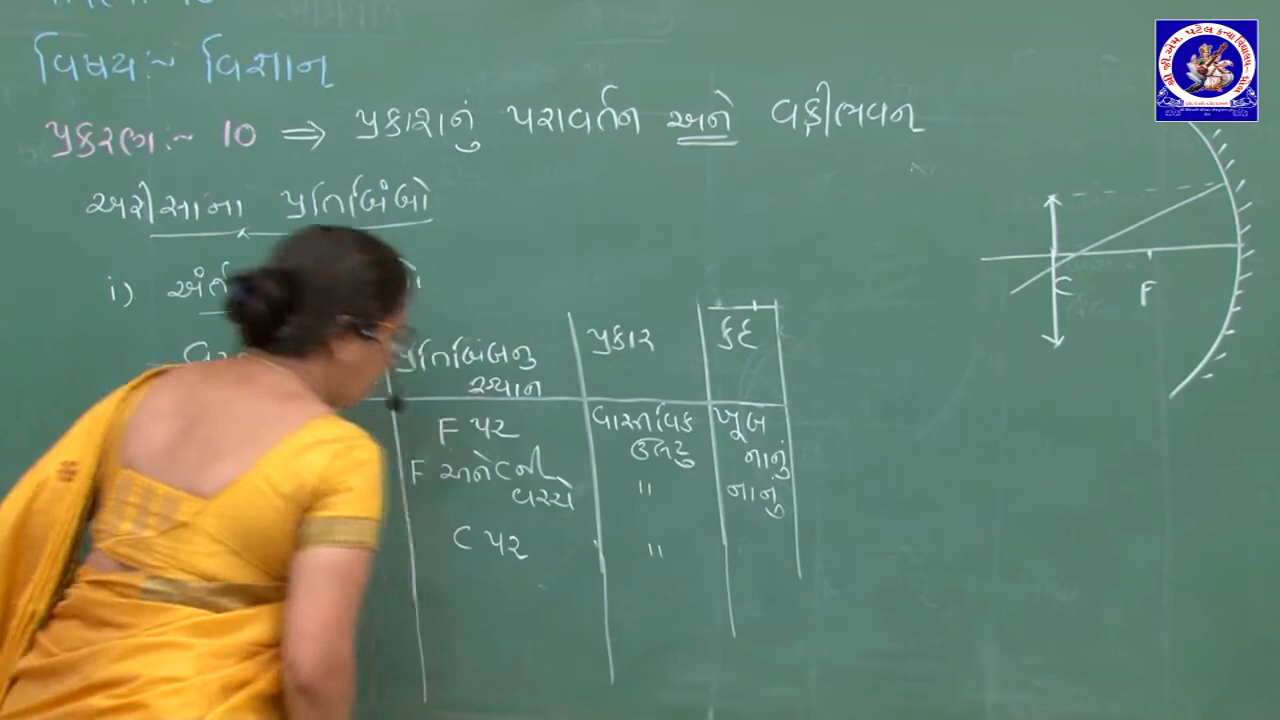 વિષય:- વિજ્ઞાન
પ્રકરણ:- 10 ⇒ પ્રકાશનું પરાવર્તન અને વક્રીભવન
અરીસાના પ્રતિબિંબો
i)
પ્રતિબિંબનુ સ્થાન
પ્રકાર
કદ
F પર
વાસ્તવિક ઉલટુ
ખૂબ નાનું
F અને C ની વચ્ચે
"
નાનુ
C પર
"
C
F